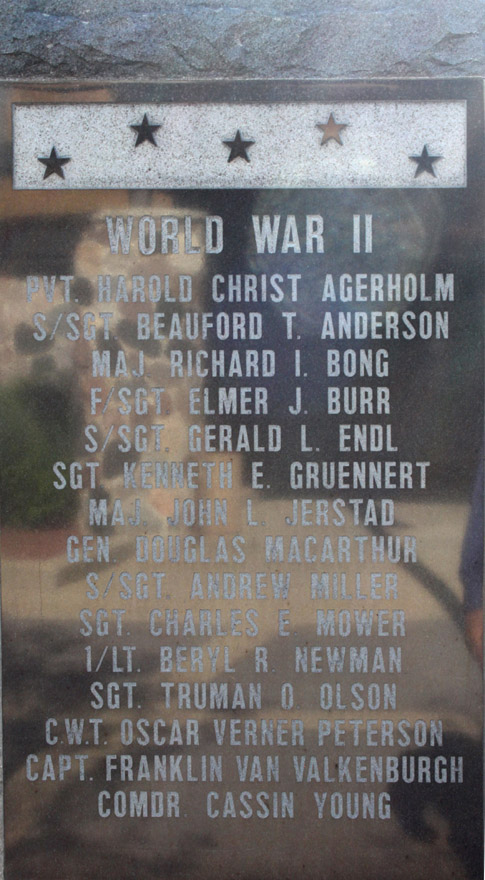 WORLD WAR II
PVT. HAROLD CHRIST AGERHOLM
S/SGT. BEAUFORD T. ANDERSON
MAJ. RICHARD I. BONG
F/SGT. ELMER J. BURR
S/SGT. GERALD L. ENDL
SGT. KENNETH E. GRUENNERT
MAJ. JOHN L. JERSTAD
GEN. DOUGLAS MACARTHUR
S/SGT. ANDREW MILLER
SGT. CHARLES E. MOWER
1/LT. BERYL R. NEWMAN
SGT. TRUMAN O. OLSON
C.W.T. OSCAR VERNER PETERSON
CAPT. FRANKLIN VAN VALKENBURGH
COMDR. CASSIN YOUNG